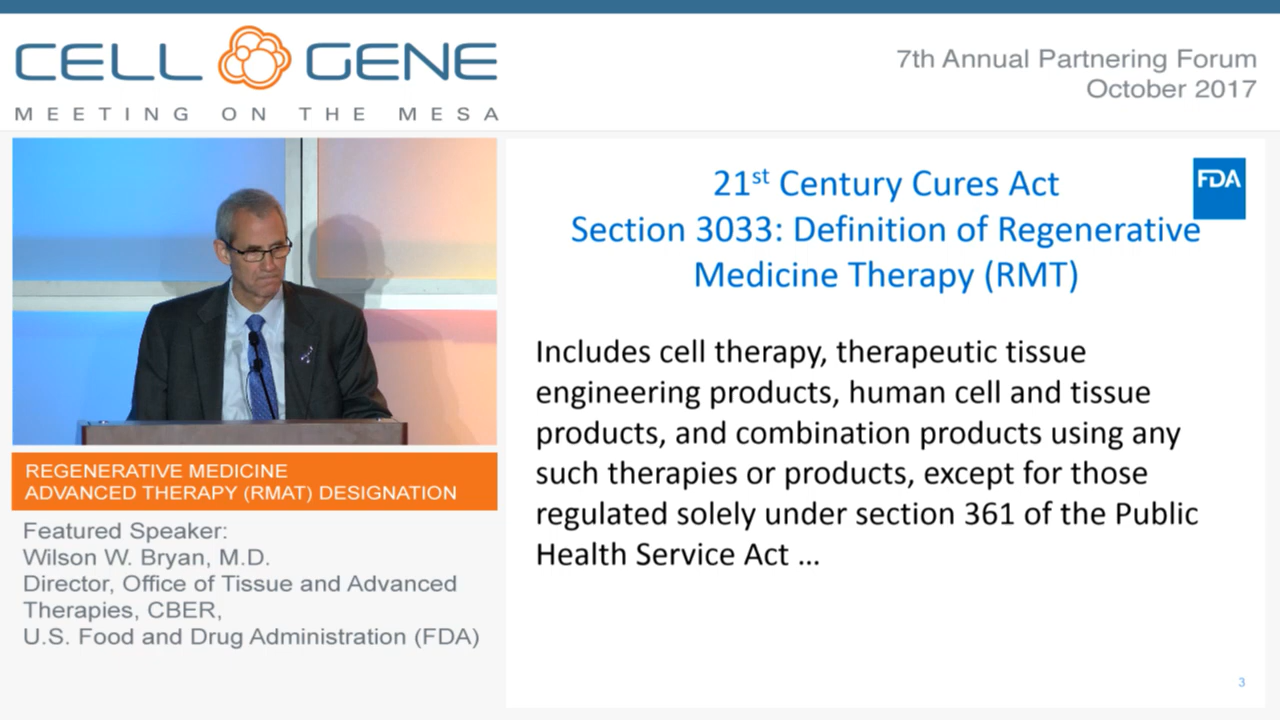 CELL GENE
MEETING ON THE MESA
7th Annual Partnering Forum
October 2017
21st Century Cures Act
FDA
Section 3033: Definition of Regenerative
Medicine Therapy (RMT)
Includes cell therapy, therapeutic tissue
engineering products, human cell and tissue
products, and combination products using any
such therapies or products, except for those
regulated solely under section 361 of the Public
Health Service Act ...
3
REGENERATIVE MEDICINE
ADVANCED THERAPY (RMAT) DESIGNATION
Featured Speaker:
Wilson W. Bryan, M.D.
Director, Office of Tissue and Advanced
Therapies, CBER,
U.S. Food and Drug Administration (FDA)